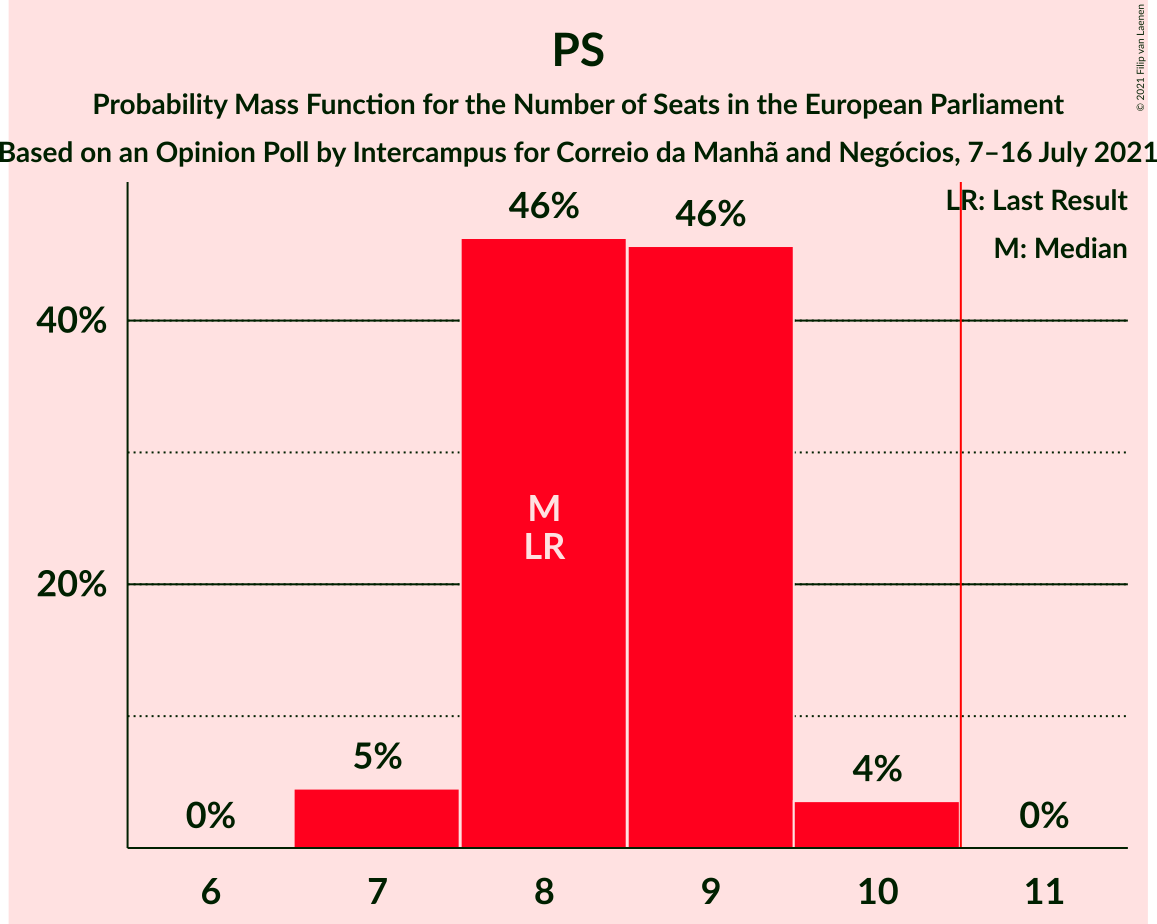 PS
Probability Mass Function for the Number of Seats in the European Parliament
Based on an Opinion Poll by Intercampus for Correio da Manhã and Negócios, 7–16 July 2021
© 2021 Filip van Laenen
LR: Last Result
M: Median
46%
46%
40%
M
LR
20%
5%
4%
0%
0%
6
7
8
9
10
11